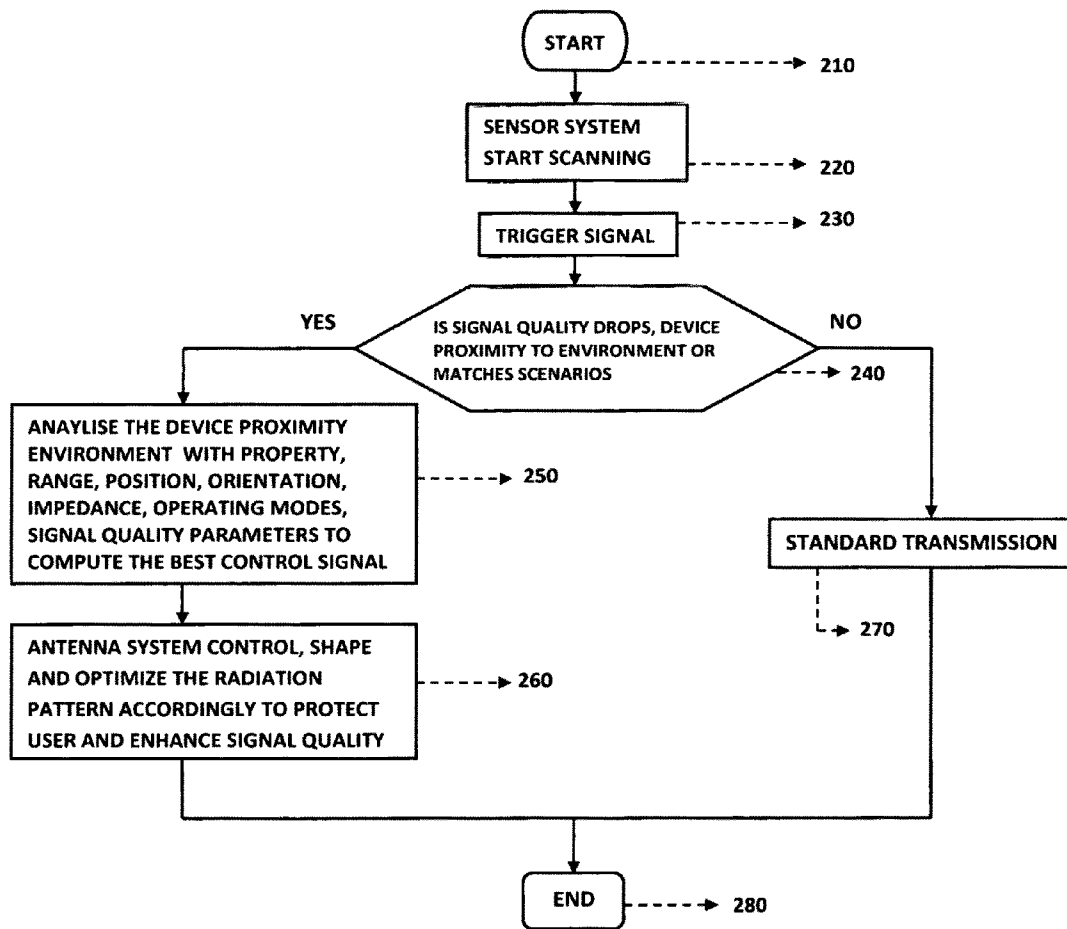 START
210
SENSOR SYSTEM
START SCANNING
220
230
TRIGGER SIGNAL
YES
NO
IS SIGNAL QUALITY DROPS, DEVICE
PROXIMITY TO ENVIRONMENT OR
MATCHES SCENARIOS
240
ANAYLISE THE DEVICE PROXIMITY
ENVIRONMENT WITH PROPERTY,
RANGE, POSITION, ORIENTATION,
IMPEDANCE, OPERATING MODES,
SIGNAL QUALITY PARAMETERS TO
COMPUTE THE BEST CONTROL SIGNAL
250
STANDARD TRANSMISSION
270
ANTENNA SYSTEM CONTROL, SHAPE
AND OPTIMIZE THE RADIATION
PATTERN ACCORDINGLY TO PROTECT
USER AND ENHANCE SIGNAL QUALITY
260
END
280